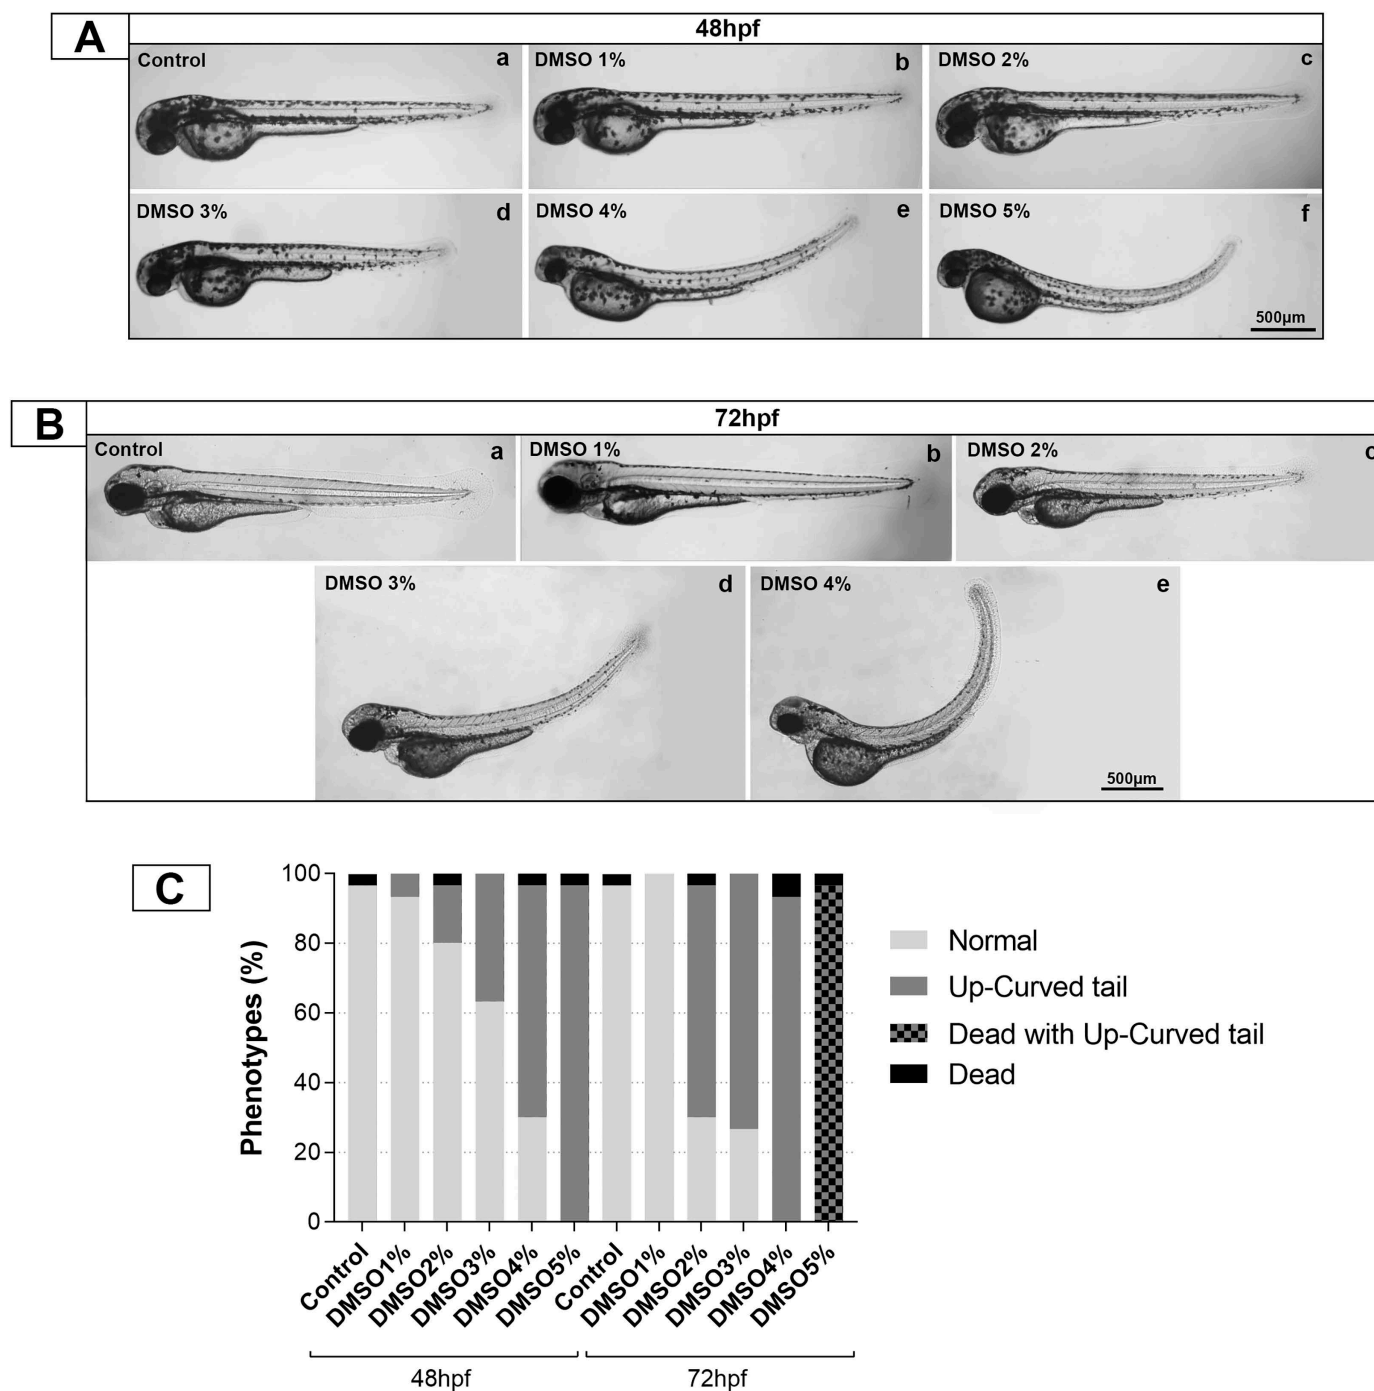 A
48hpf
Control a
DMSO 1% b
DMSO 2% c
DMSO 3% d
DMSO 4% e
DMSO 5% f
500µm
B
72hpf
Control a
DMSO 1% b
DMSO 2% c
DMSO 3% d
DMSO 4% e
500µm
C
Phenotypes (%)
100
80
60
40
20
0
Control
DMSO1%
DMSO2%
DMSO3%
DMSO4%
DMSO5%
Control
DMSO1%
DMSO2%
DMSO3%
DMSO4%
DMSO5%
48hpf
72hpf
Normal
Up-Curved tail
Dead with Up-Curved tail
Dead